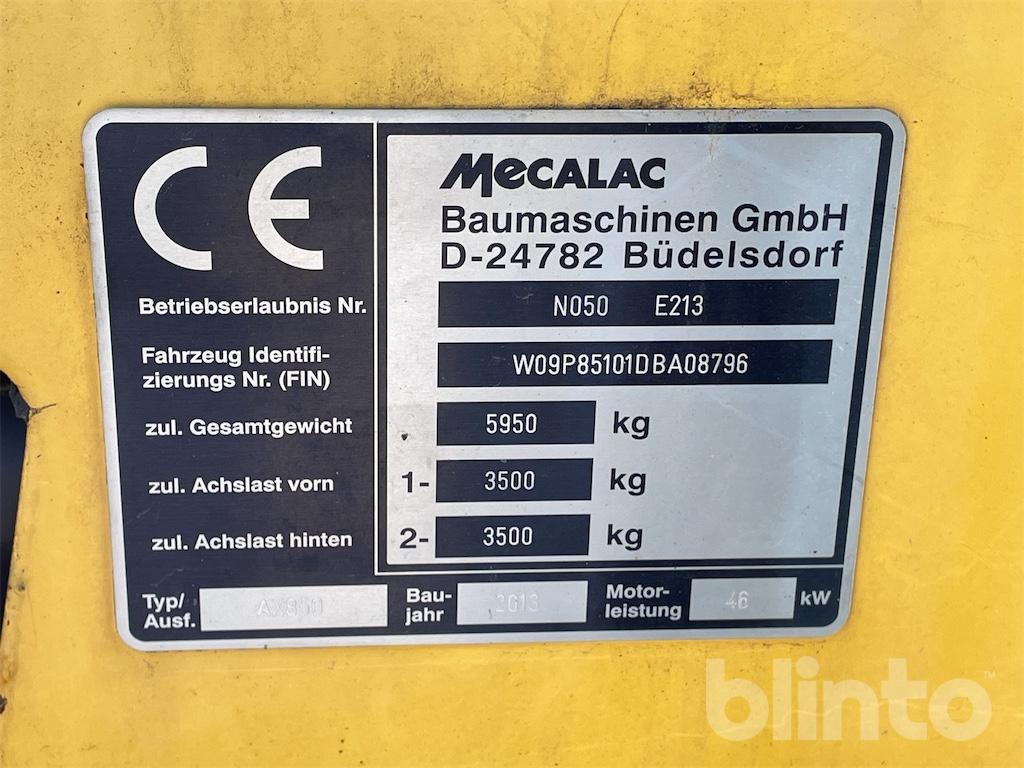 CE
MECALAC
Baumaschinen GmbH
D-24782 Büdelsdorf
Betriebserlaubnis Nr. N050 E213
Fahrzeug Identifi-
zierungs Nr. (FIN) W09P85101DBA08796
zul. Gesamtgewicht 5950 kg
zul. Achslast vorn 1- 3500 kg
zul. Achslast hinten 2- 3500 kg
Typ/
Ausf. AX850
Bau-
jahr 2013
Motor-
leistung 46 kW
blinto™